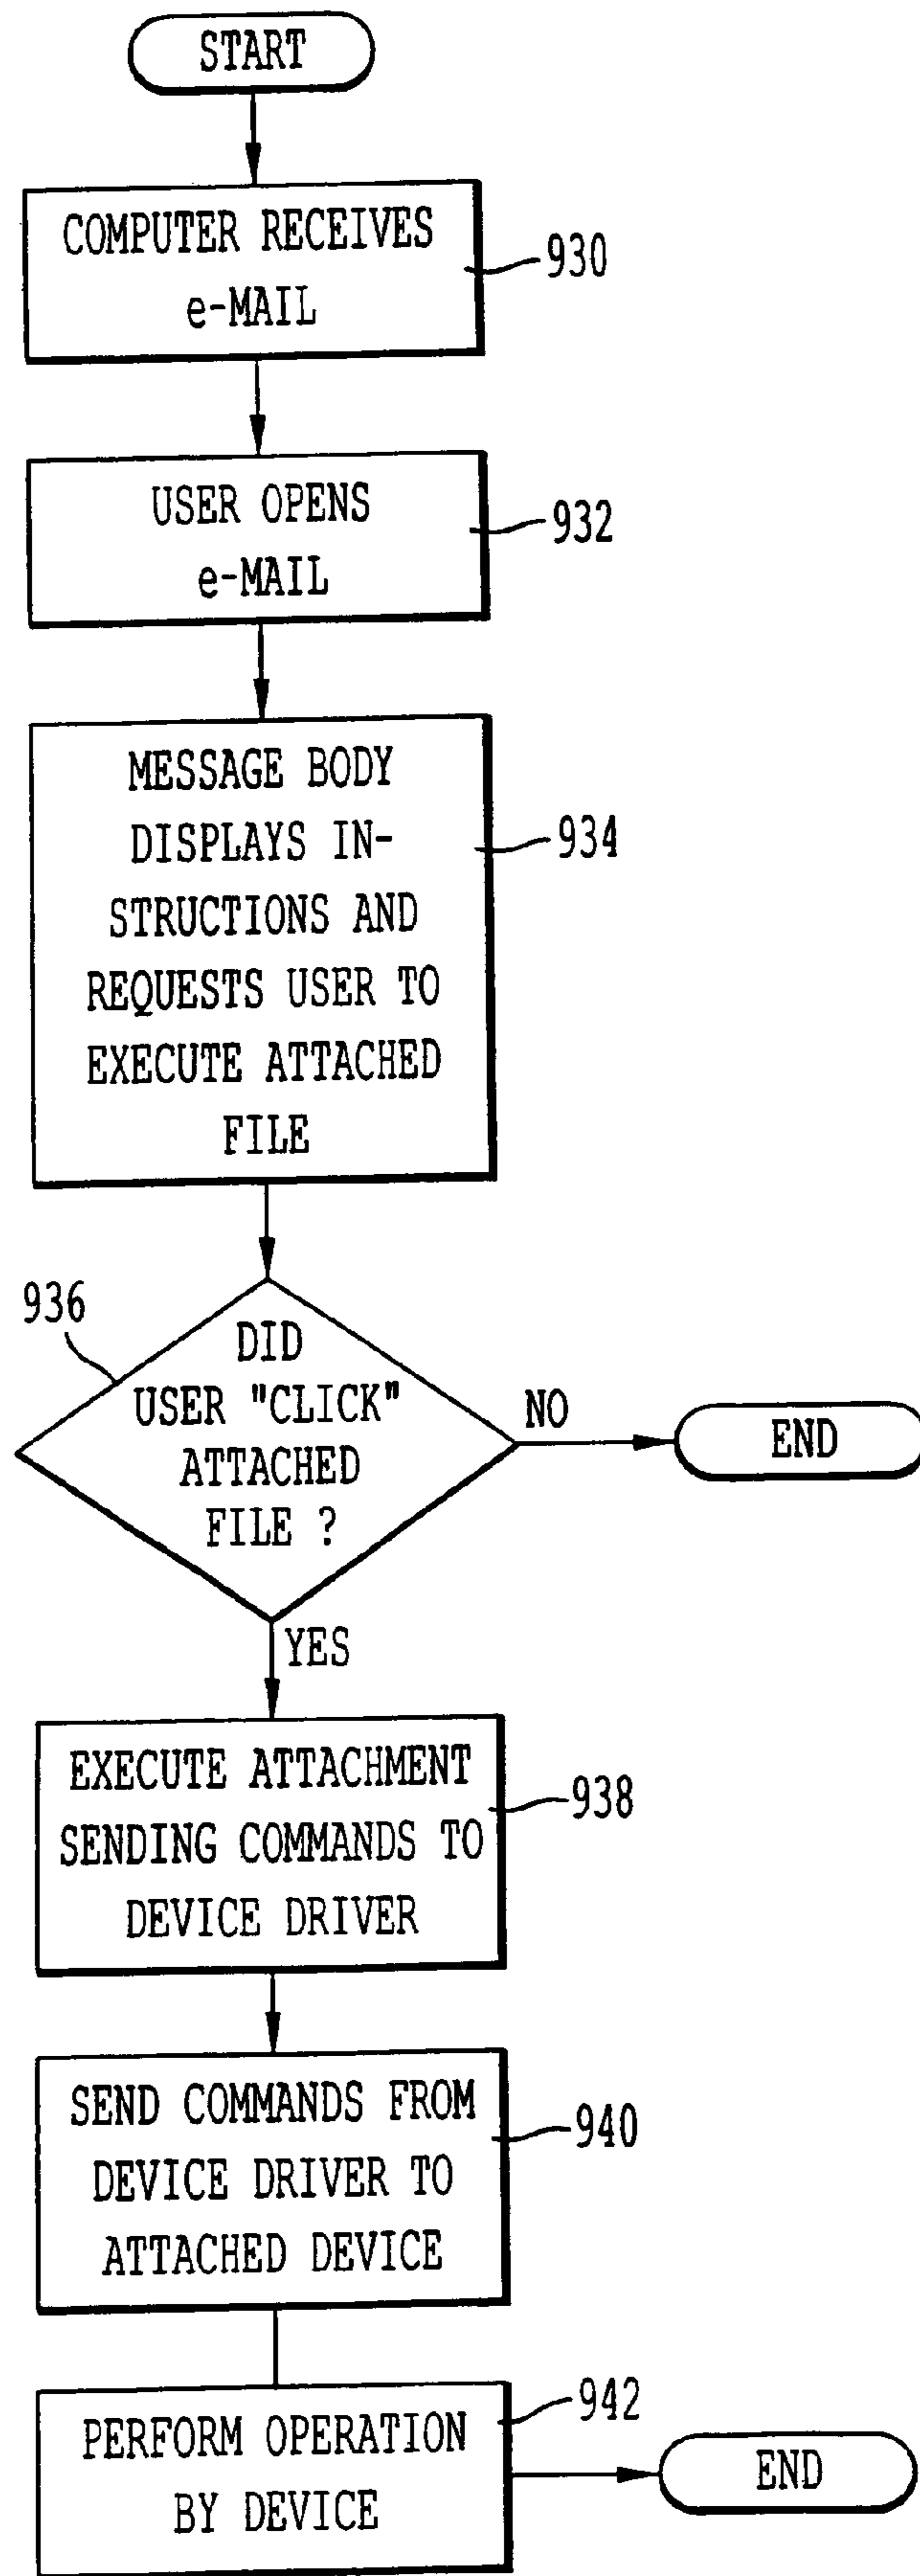 START
COMPUTER RECEIVES
e-MAIL
930
USER OPENS
e-MAIL
932
MESSAGE BODY
DISPLAYS IN-
STRUCTIONS AND
REQUESTS USER TO
EXECUTE ATTACHED
FILE
934
936
DID
USER "CLICK"
ATTACHED
FILE ?
NO
END
YES
EXECUTE ATTACHMENT
SENDING COMMANDS TO
DEVICE DRIVER
938
SEND COMMANDS FROM
DEVICE DRIVER TO
ATTACHED DEVICE
940
PERFORM OPERATION
BY DEVICE
942
END